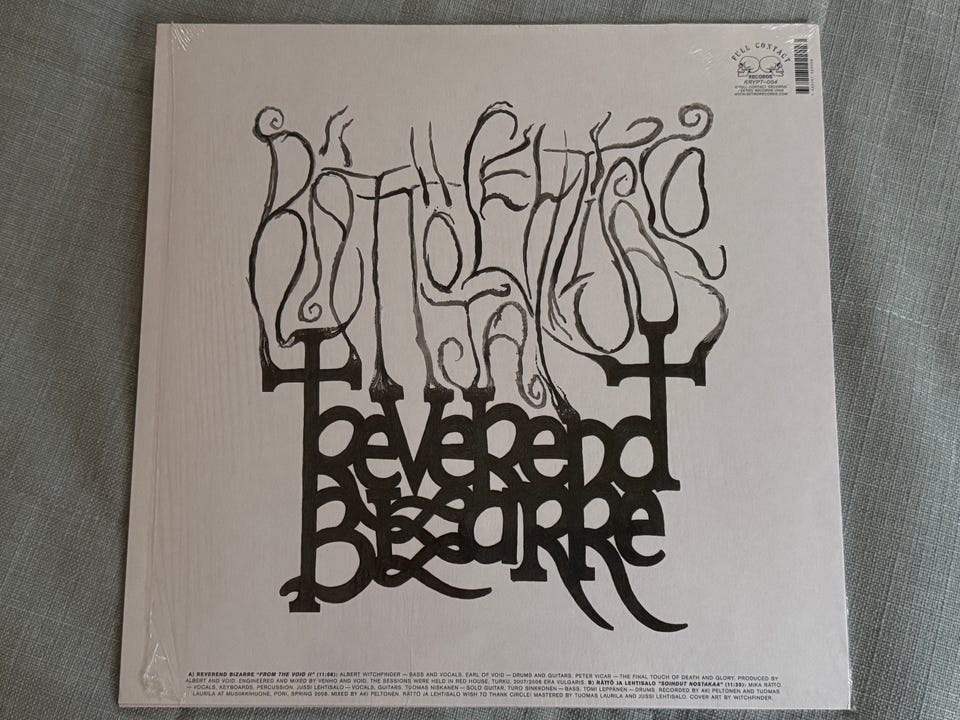 FULL CONTACT
RECORDS
KRYPT-004
RÄTTÖ
JA
LEHTISALO
REVEREND
BIZARRE
A) REVEREND BIZARRE "FROM THE VOID II" (11:08): ALBERT WITCHFINDER — BASS AND VOCALS, EARL OF VOID — DRUMS AND GUITARS, PETER VICAR — THE FINAL TOUCH OF DEATH AND GLORY. PRODUCED BY
ALBERT AND VOID. ENGINEERED AND MIXED BY VENHO AND VOID. THE SESSIONS WERE HELD IN RED HOUSE, TURKU, 2007/2008 ERA VULGARIS. B) RÄTTÖ JA LEHTISALO "SOINDUT NOSTAKAA" (11:35): MIKA RÄTTÖ
— VOCALS, KEYBOARDS, PERCUSSION. JUSSI LEHTISALO — VOCALS, GUITARS. TUOMAS NISKANEN — SOLO GUITAR. TURO SINKKONEN — BASS. TOMI LEPPÄNEN — DRUMS. RECORDED BY AKI PELTONEN AND TUOMAS
LAURILA AT MUSIIKKIHUONE, PORI, SPRING 2008. MIXED BY AKI PELTONEN. RÄTTÖ JA LEHTISALO WISH TO THANK CIRCLE! MASTERED BY TUOMAS LAURILA AND JUSSI LEHTISALO. COVER ART BY WITCHFINDER.